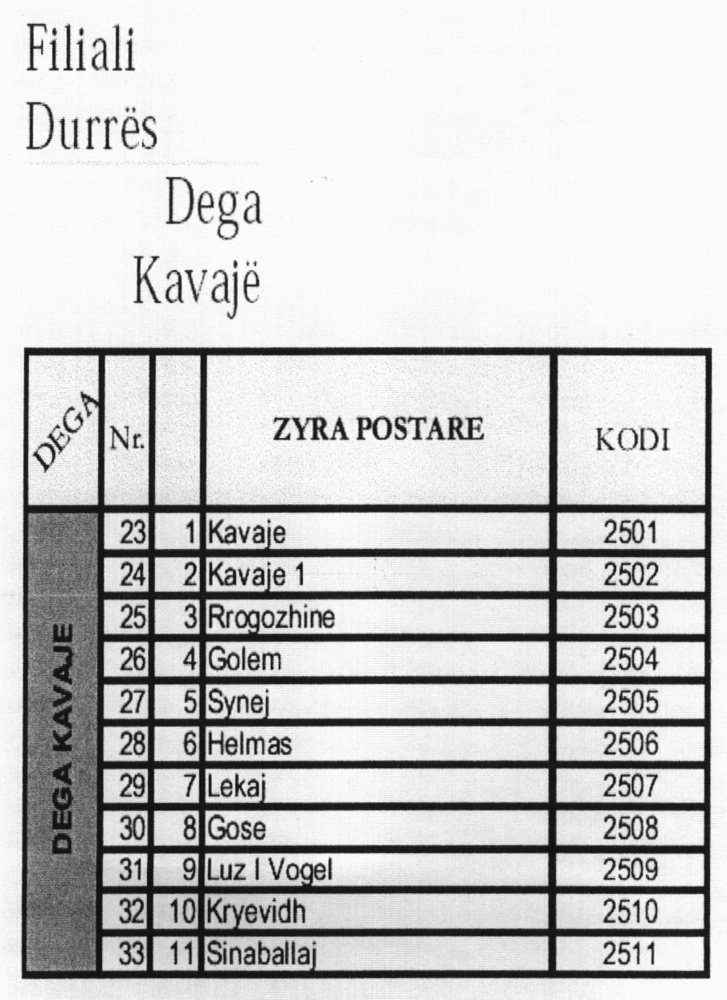 Filiali
Durrës
Dega
Kavajë
DEGA Nr. ZYRA POSTARE KODI
DEGA KAVAJE
23 1 Kavaje 2501
24 2 Kavaje 1 2502
25 3 Rrogozhine 2503
26 4 Golem 2504
27 5 Synej 2505
28 6 Helmas 2506
29 7 Lekaj 2507
30 8 Gose 2508
31 9 Luz I Vogel 2509
32 10 Kryevidh 2510
33 11 Sinaballaj 2511